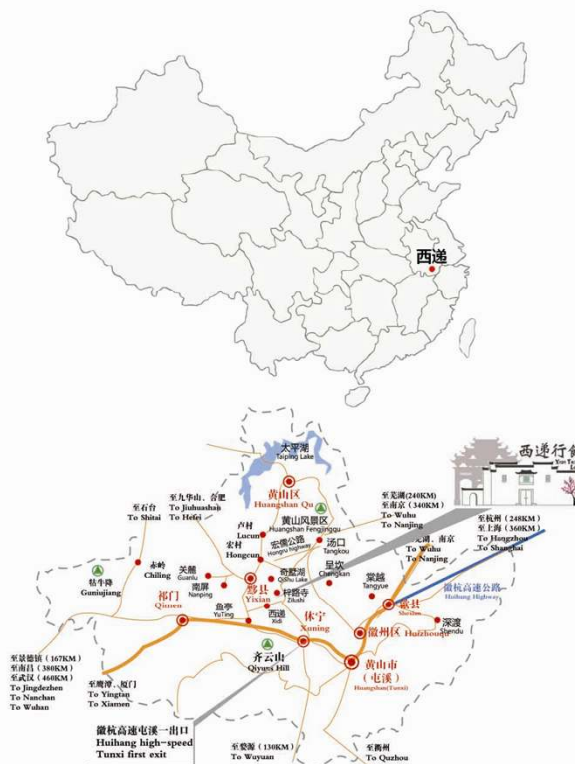 西递
太平湖
Taiping Lake
黄山区
Huangshan Qu
西递行馆
至石台
To Shitai
至九华山、合肥
To Jiuhuashan
To Hefei
卢村
Lucun
宏村
Hongcun
黄山风景区
Huangshan Fengjingqu
宏儒公路
Hongru highway
汤口
Tangkou
至芜湖(240KM)
至南京(340KM)
To Wuhu
To Nanjing
至杭州(248KM)
至上海(360KM)
To Hangzhou
To Shanghai
芜湖、南京
To Wuhu
To Nanjing
牯牛降
Guniujiang
赤岭
Chiling
关麓
Guanlu
南屏
Nanping
黟县
Yixian
奇墅湖
QiShu Lake
梓路寺
Zilushi
呈坎
Chengkan
棠越
Tangyue
徽杭高速公路
Huihang Highway
祁门
Qimen
鱼亭
YuTing
西递
Xidi
休宁
Xiuning
歙县
徽州区
Huizhouqu
深渡
Shendu
齐云山
Qiyues Hill
黄山市
(屯溪)
Huangshan(Tunxi)
至景德镇(167KM)
至南昌(380KM)
至武汉(460KM)
To Jingdezhen
To Nanchan
To Wuhan
至鹰潭、厦门
To Yingtan
To Xiamen
徽杭高速屯溪一出口
Huihang high-speed
Tunxi first exit
至婺源(130KM)
To Wuyuan
至衢州
To Quzhou